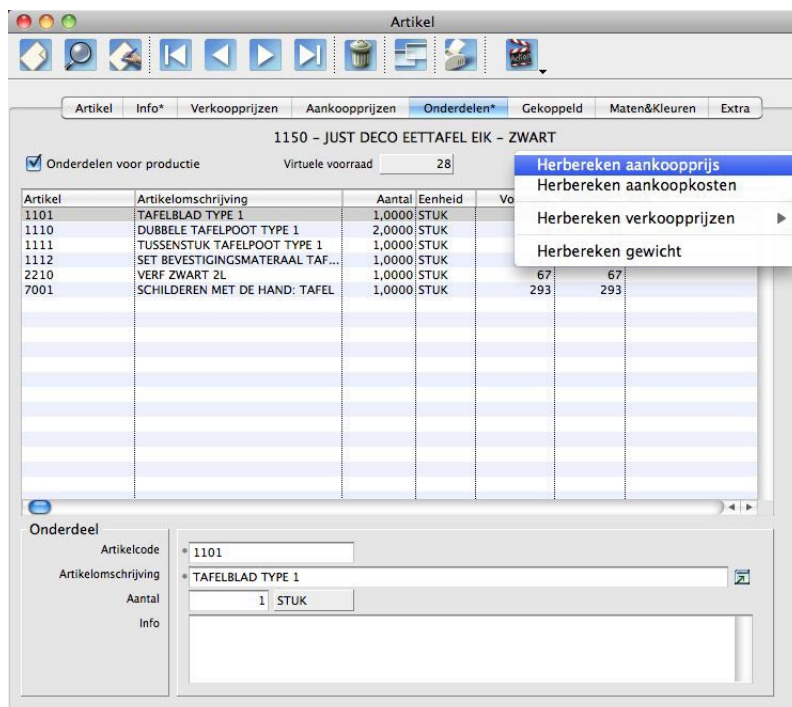 Artikel
Action
Artikel Info* Verkoopprijzen Aankoopprijzen Onderdelen* Gekoppeld Maten&Kleuren Extra
1150 - JUST DECO EETTAFEL EIK - ZWART
Onderdelen voor productie Virtuele voorraad 28
Herbereken aankoopprijs
Herbereken aankoopkosten
Herbereken verkoopprijzen
Herbereken gewicht
Artikel Artikelomschrijving Aantal Eenheid Vo
1101 TAFELBLAD TYPE 1 1,0000 STUK
1110 DUBBELE TAFELPOOT TYPE 1 2,0000 STUK
1111 TUSSENSTUK TAFELPOOT TYPE 1 1,0000 STUK
1112 SET BEVESTIGINGSMATERAAL TAF... 1,0000 STUK
2210 VERF ZWART 2L 1,0000 STUK 67 67
7001 SCHILDEREN MET DE HAND: TAFEL 1,0000 STUK 293 293
Onderdeel
Artikelcode 1101
Artikelomschrijving TAFELBLAD TYPE 1
Aantal 1 STUK
Info